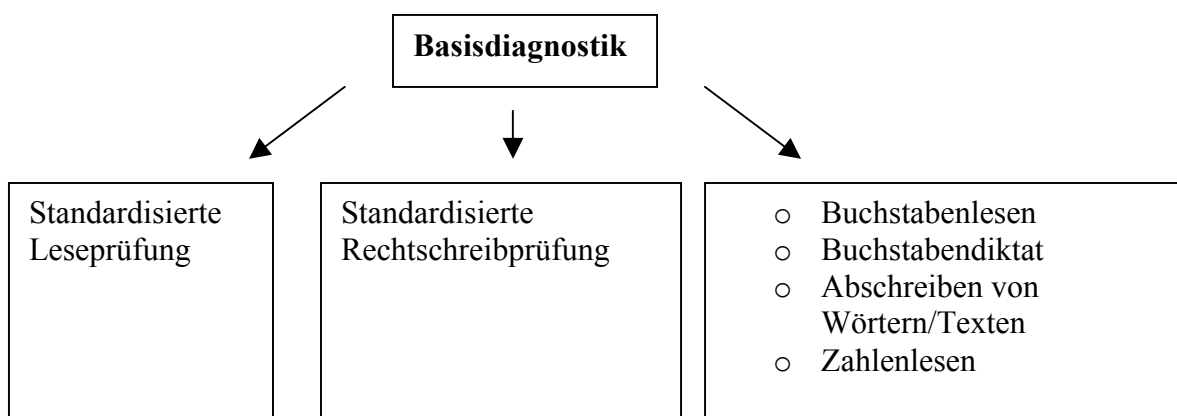 Basisdiagnostik
Standardisierte
Leseprüfung
Standardisierte
Rechtschreibprüfung
o Buchstabenlesen
o Buchstabendiktat
o Abschreiben von
Wörtern/Texten
o Zahlenlesen